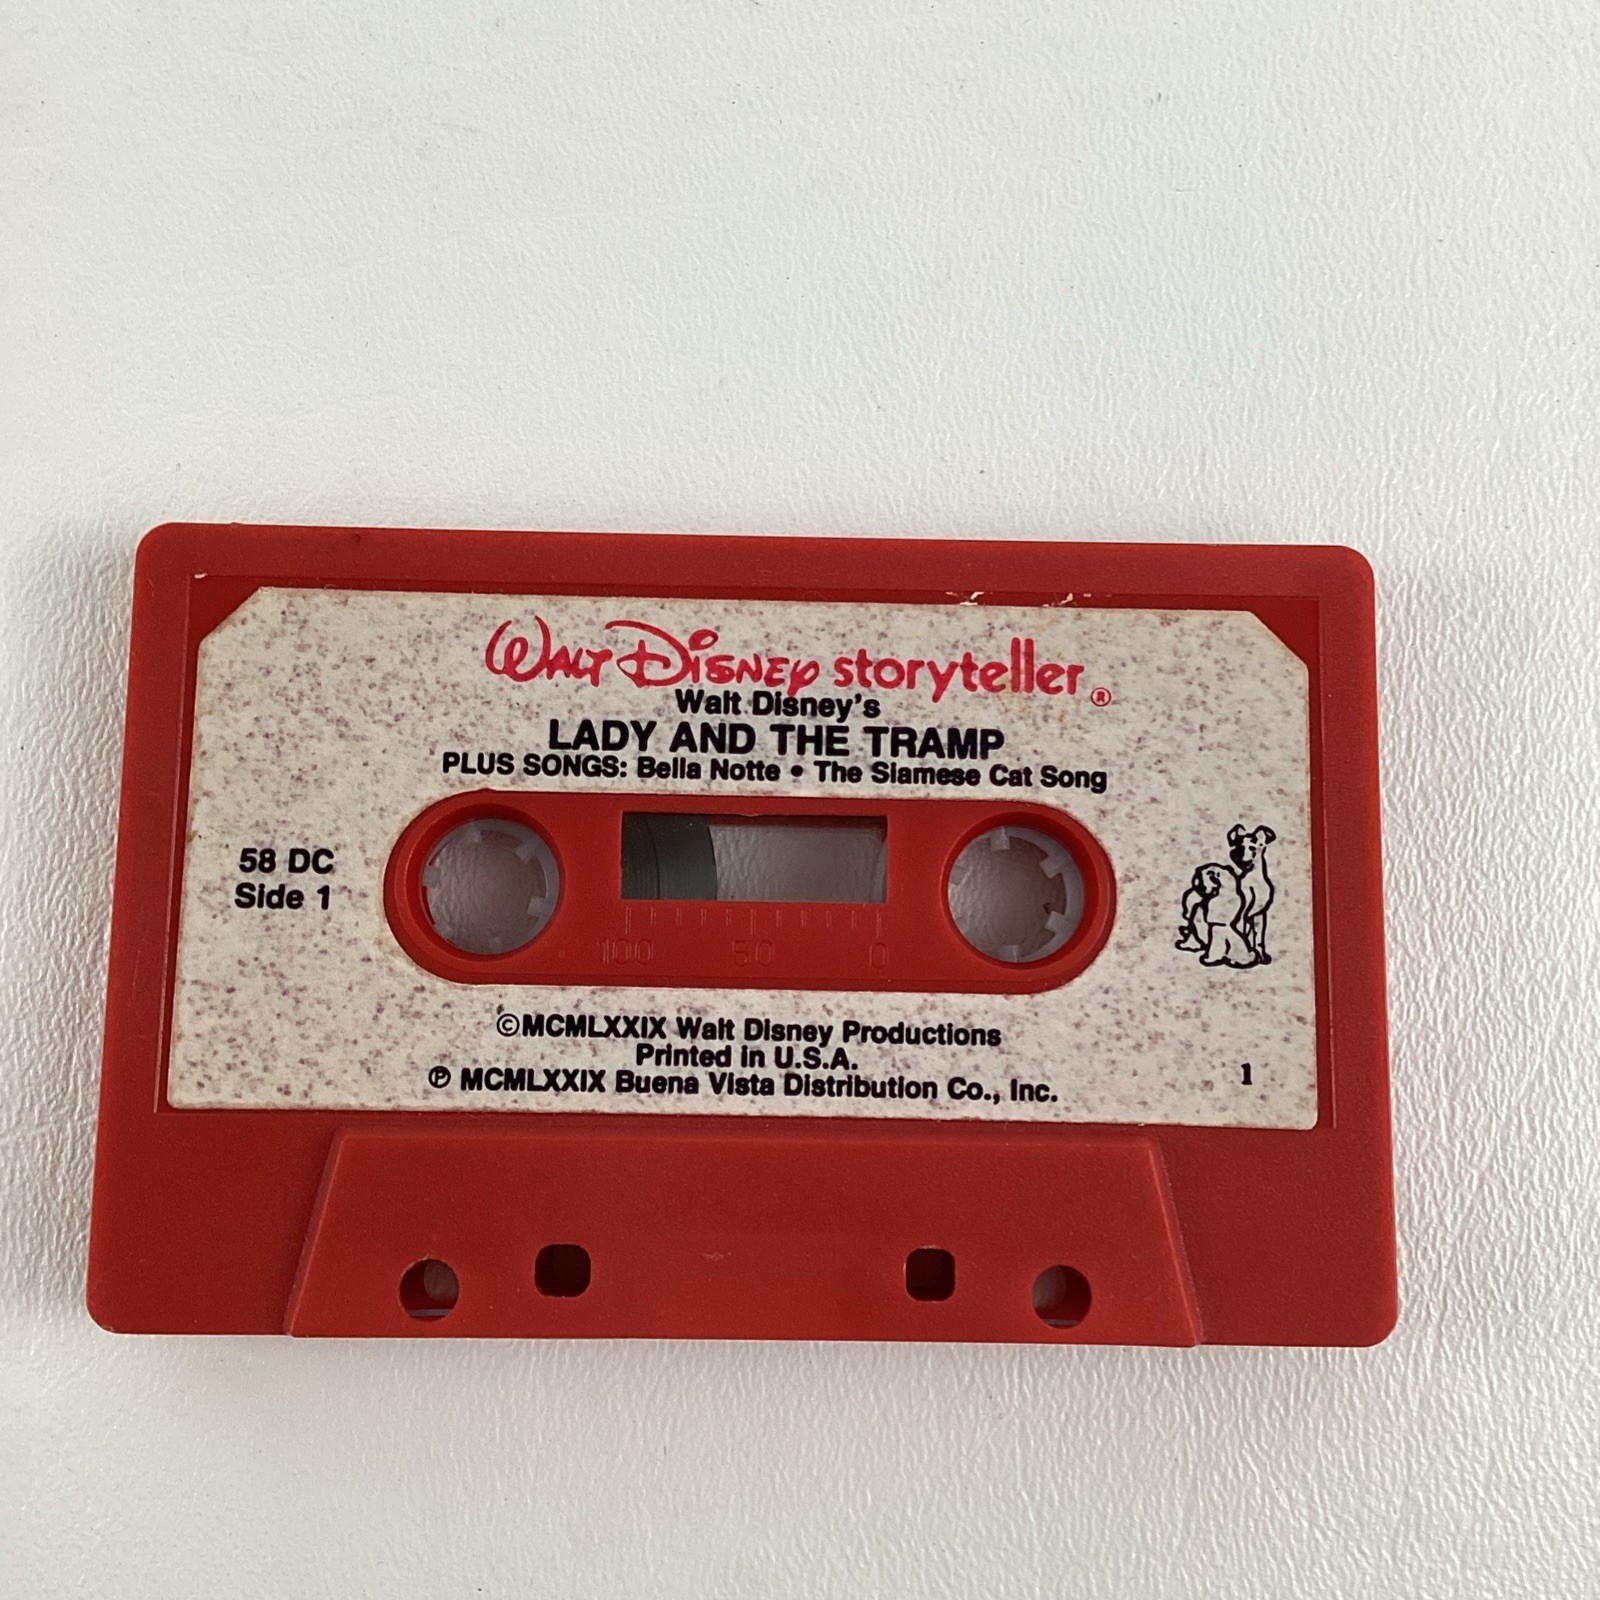 WALT DISNEY storyteller®
Walt Disney's
LADY AND THE TRAMP
PLUS SONGS: Bella Notte • The Siamese Cat Song
58 DC
Side 1
100 50 0
©MCMLXXIX Walt Disney Productions
Printed in U.S.A.
℗ MCMLXXIX Buena Vista Distribution Co., Inc.
1